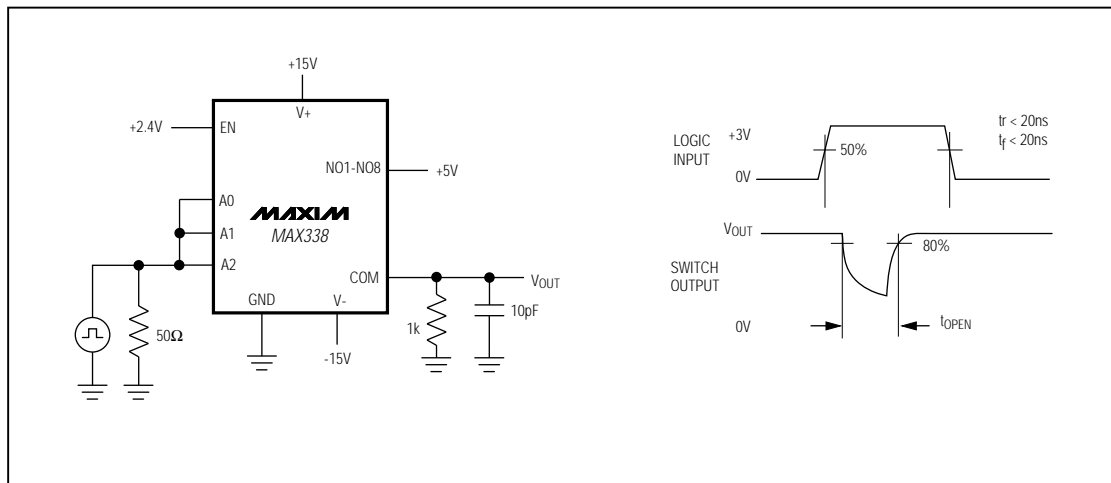 +15V
V+
+2.4V
EN
NO1-NO8
+5V
A0
MAXIM
A1
MAX338
A2
COM
VOUT
GND
V-
10pF
1k
50Ω
-15V
LOGIC
INPUT
+3V
0V
50%
tr < 20ns
tf < 20ns
VOUT
80%
SWITCH
OUTPUT
0V
tOPEN